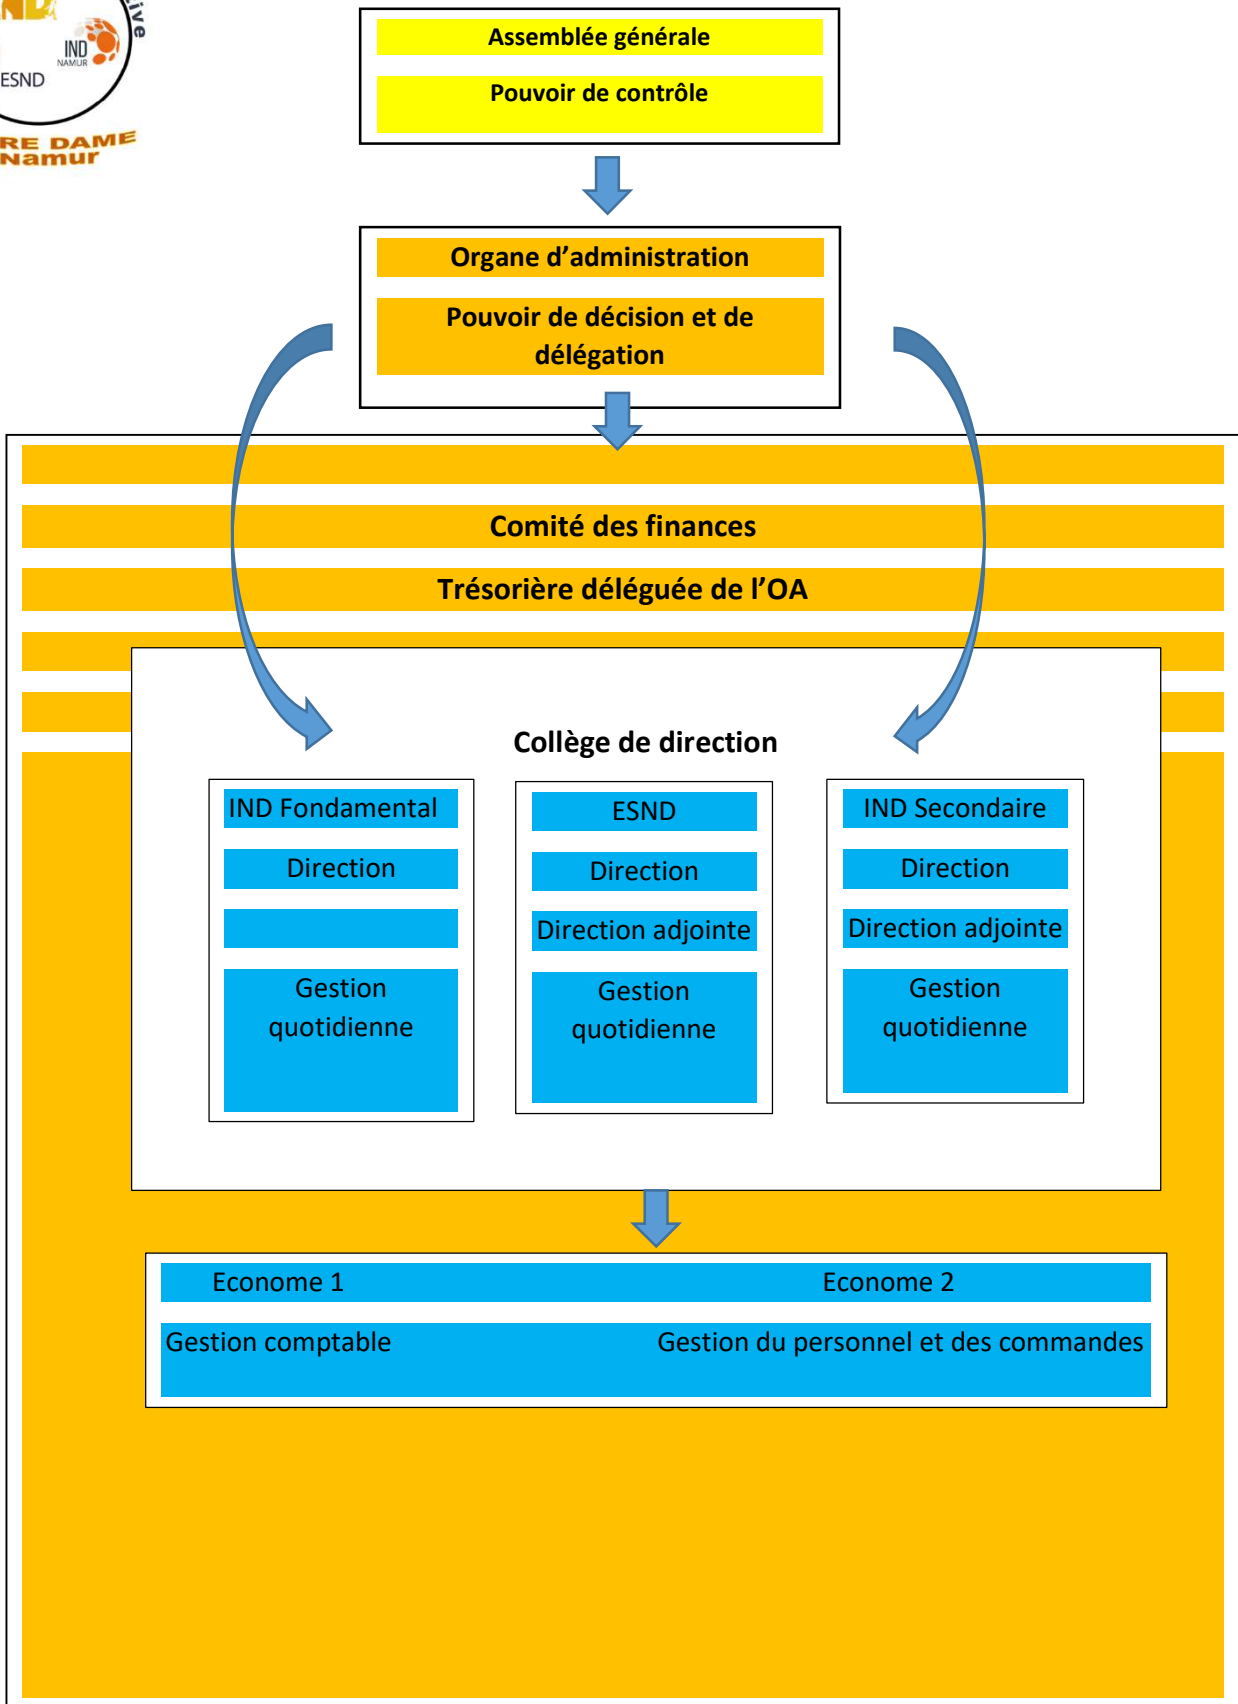 IND
NAMUR
ESND
Namur
Assemblée générale
Pouvoir de contrôle
Organe d’administration
Pouvoir de décision et de
délégation
Comité des finances
Trésorière déléguée de l’OA
Collège de direction
IND Fondamental
Direction
Gestion
quotidienne
ESND
Direction
Direction adjointe
Gestion
quotidienne
IND Secondaire
Direction
Direction adjointe
Gestion
quotidienne
Econome 1 Econome 2
Gestion comptable Gestion du personnel et des commandes